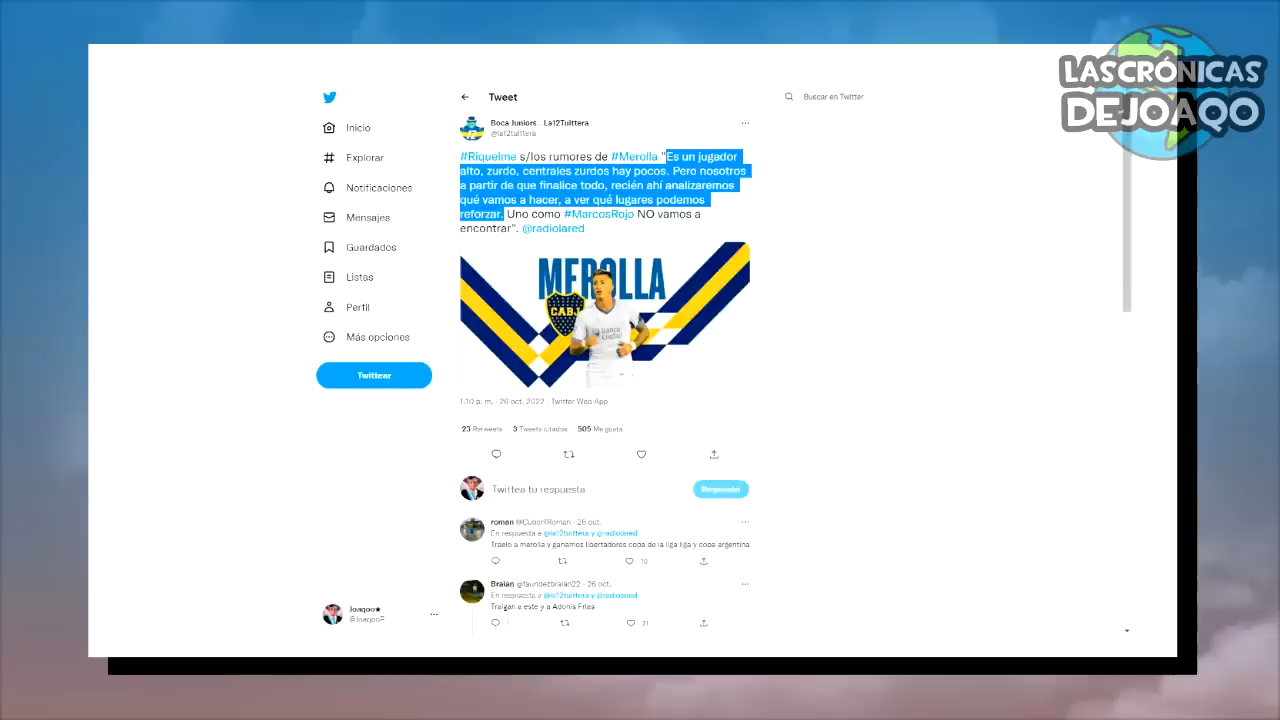 LASCRÓNICAS
DEJOAQO
Tweet
Buscar en Twitter
Inicio
Explorar
Notificaciones
Mensajes
Guardados
Listas
Perfil
Más opciones
Twittear
Joaqoo★
Boca Juniors - La12Tuittera
@la12tuittera
#Riquelme s/los rumores de #Merolla "Es un jugador
alto, zurdo, centrales zurdos hay pocos. Pero nosotros
a partir de que finalice todo, recién ahí analizaremos
qué vamos a hacer, a ver qué lugares podemos
reforzar. Uno como #MarcosRojo NO vamos a
encontrar". @radiolared
MEROLLA
CABJ
Banco
Ciudad
1:10 p. m. · 26 oct. 2022 · Twitter Web App
23 Retweets 3 Tweets citados 505 Me gusta
Twittea tu respuesta
Responder
roman @CuberIIRoman · 26 oct.
En respuesta a @la12tuittera y @radiolared
Traelo a merolla y ganamos libertadores copa de la liga liga y copa argentina
10
Braian @faundezbraian22 · 26 oct.
En respuesta a @la12tuittera y @radiolared
Traigan a este y a Adonis Frías
1 21